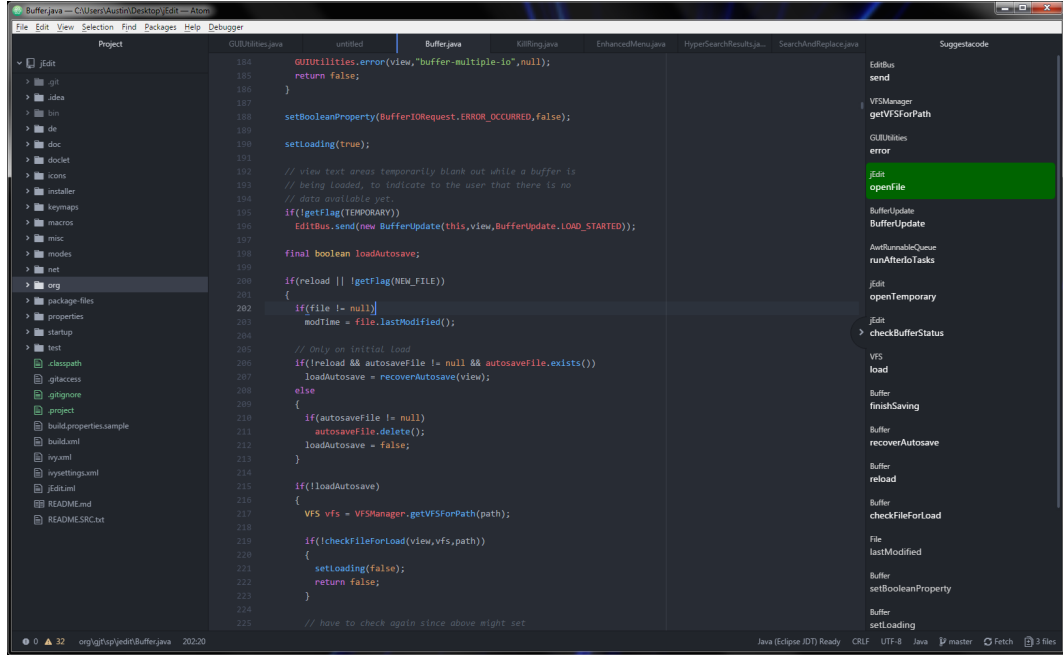 Buffer.java — C:\Users\Austin\Desktop\jEdit — Atom
File Edit View Selection Find Packages Help Debugger
Project
jEdit
.git
.idea
bin
de
doc
doclet
icons
installer
keymaps
macros
misc
modes
net
org
package-files
properties
startup
test
.classpath
.gitaccess
.gitignore
.project
build.properties.sample
build.xml
ivy.xml
ivysettings.xml
jEdit.iml
README.md
README.SRC.txt
GUIUtilities.java untitled Buffer.java KillRing.java EnhancedMenu.java HyperSearchResults.ja... SearchAndReplace.java
184 GUIUtilities.error(view,"buffer-multiple-io",null);
185 return false;
186 }
187
188 setBooleanProperty(BufferIORequest.ERROR_OCCURRED,false);
189
190 setLoading(true);
191
192 // view text areas temporarily blank out while a buffer is
193 // being loaded, to indicate to the user that there is no
194 // data available yet.
195 if(!getFlag(TEMPORARY))
196 EditBus.send(new BufferUpdate(this,view,BufferUpdate.LOAD_STARTED));
197
198 final boolean loadAutosave;
199
200 if(reload || !getFlag(NEW_FILE))
201 {
202 if(file != null)
203 modTime = file.lastModified();
204
205 // Only on initial load
206 if(!reload && autosaveFile != null && autosaveFile.exists())
207 loadAutosave = recoverAutosave(view);
208 else
209 {
210 if(autosaveFile != null)
211 autosaveFile.delete();
212 loadAutosave = false;
213 }
214
215 if(!loadAutosave)
216 {
217 VFS vfs = VFSManager.getVFSForPath(path);
218
219 if(!checkFileForLoad(view,vfs,path))
220 {
221 setLoading(false);
222 return false;
223 }
224
225 // have to check again since above might set
Suggestacode
EditBus
send
VFSManager
getVFSForPath
GUIUtilities
error
jEdit
openFile
BufferUpdate
BufferUpdate
AwtRunnableQueue
runAfterIoTasks
jEdit
openTemporary
jEdit
checkBufferStatus
VFS
load
Buffer
finishSaving
Buffer
recoverAutosave
Buffer
reload
Buffer
checkFileForLoad
File
lastModified
Buffer
setBooleanProperty
Buffer
setLoading
0 32 org\gjt\sp\jedit\Buffer.java 202:20 Java (Eclipse JDT) Ready CRLF UTF-8 Java master Fetch 3 files